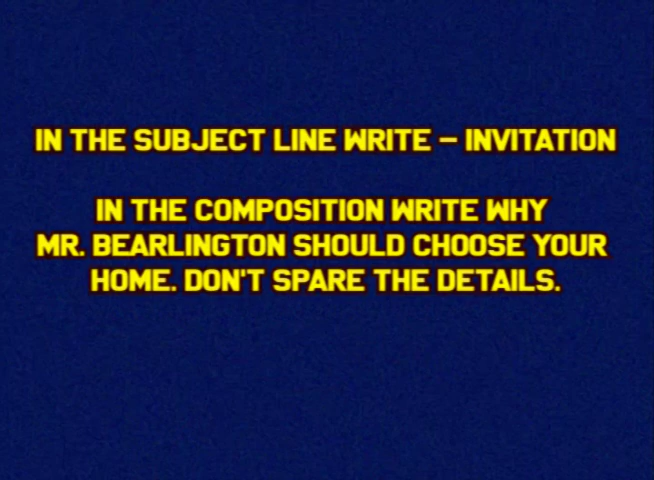 IN THE SUBJECT LINE WRITE – INVITATION
IN THE COMPOSITION WRITE WHY
MR. BEARLINGTON SHOULD CHOOSE YOUR
HOME. DON'T SPARE THE DETAILS.